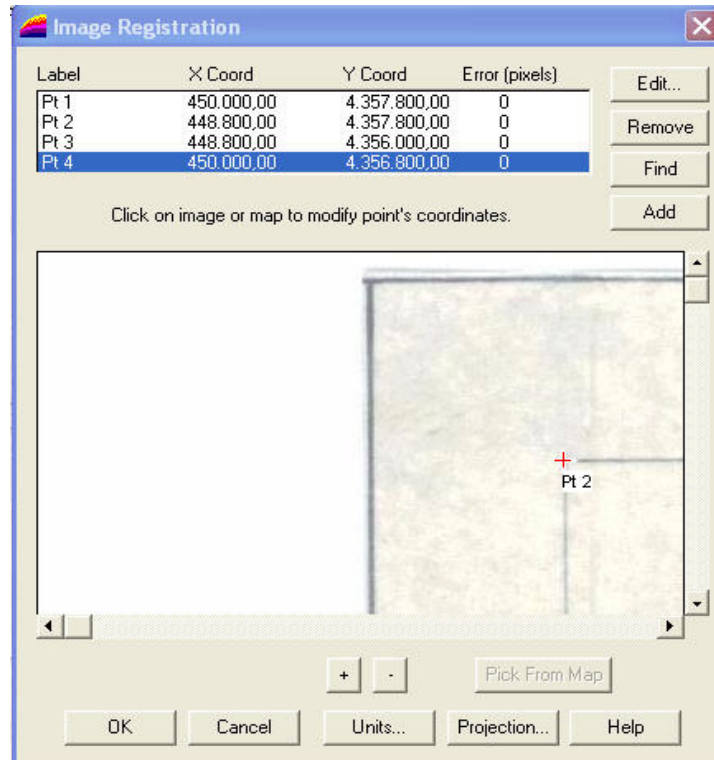 Image Registration
Label X Coord Y Coord Error (pixels)
Pt 1 450.000,00 4.357.800,00 0
Pt 2 448.800,00 4.357.800,00 0
Pt 3 448.800,00 4.356.000,00 0
Pt 4 450.000,00 4.356.800,00 0
Edit...
Remove
Find
Add
Click on image or map to modify point's coordinates.
Pt 2
+ -
Pick From Map
OK Cancel Units... Projection... Help